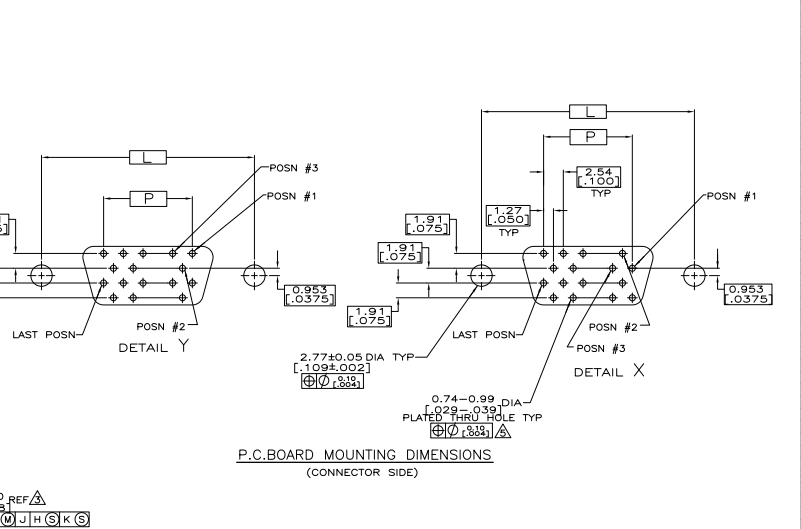 L
P
POSN #3
POSN #1
0.953
[.0375]
LAST POSN
POSN #2
DETAIL Y
L
P
2.54
[.100]
TYP
1.27
[.050]
TYP
1.91
[.075]
1.91
[.075]
1.91
[.075]
POSN #1
0.953
[.0375]
LAST POSN
POSN #2
POSN #3
DETAIL X
2.77±0.05 DIA TYP
[.109±.002]
⌖ Ø 0.10
[.004]
0.74-0.99 DIA
[.029-.039]
PLATED THRU HOLE TYP
⌖ Ø 0.10
[.004] 5
P.C.BOARD MOUNTING DIMENSIONS
(CONNECTOR SIDE)
REF 3
Ⓜ J H Ⓢ K Ⓢ